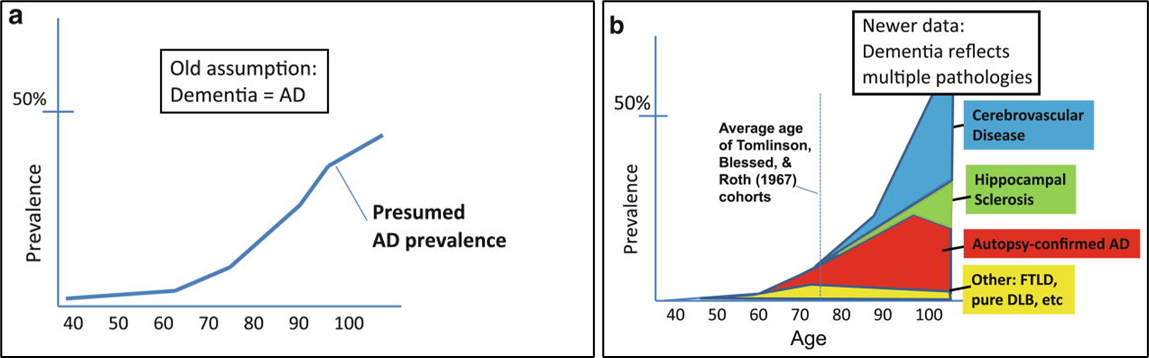 a
Old assumption:
Dementia = AD
50%
Prevalence
Presumed
AD prevalence
40 50 60 70 80 90 100
b
Newer data:
Dementia reflects
multiple pathologies
50%
Prevalence
Average age
of Tomlinson,
Blessed, &
Roth (1967)
cohorts
Cerebrovascular
Disease
Hippocampal
Sclerosis
Autopsy-confirmed AD
Other: FTLD,
pure DLB, etc
40 50 60 70 80 90 100
Age